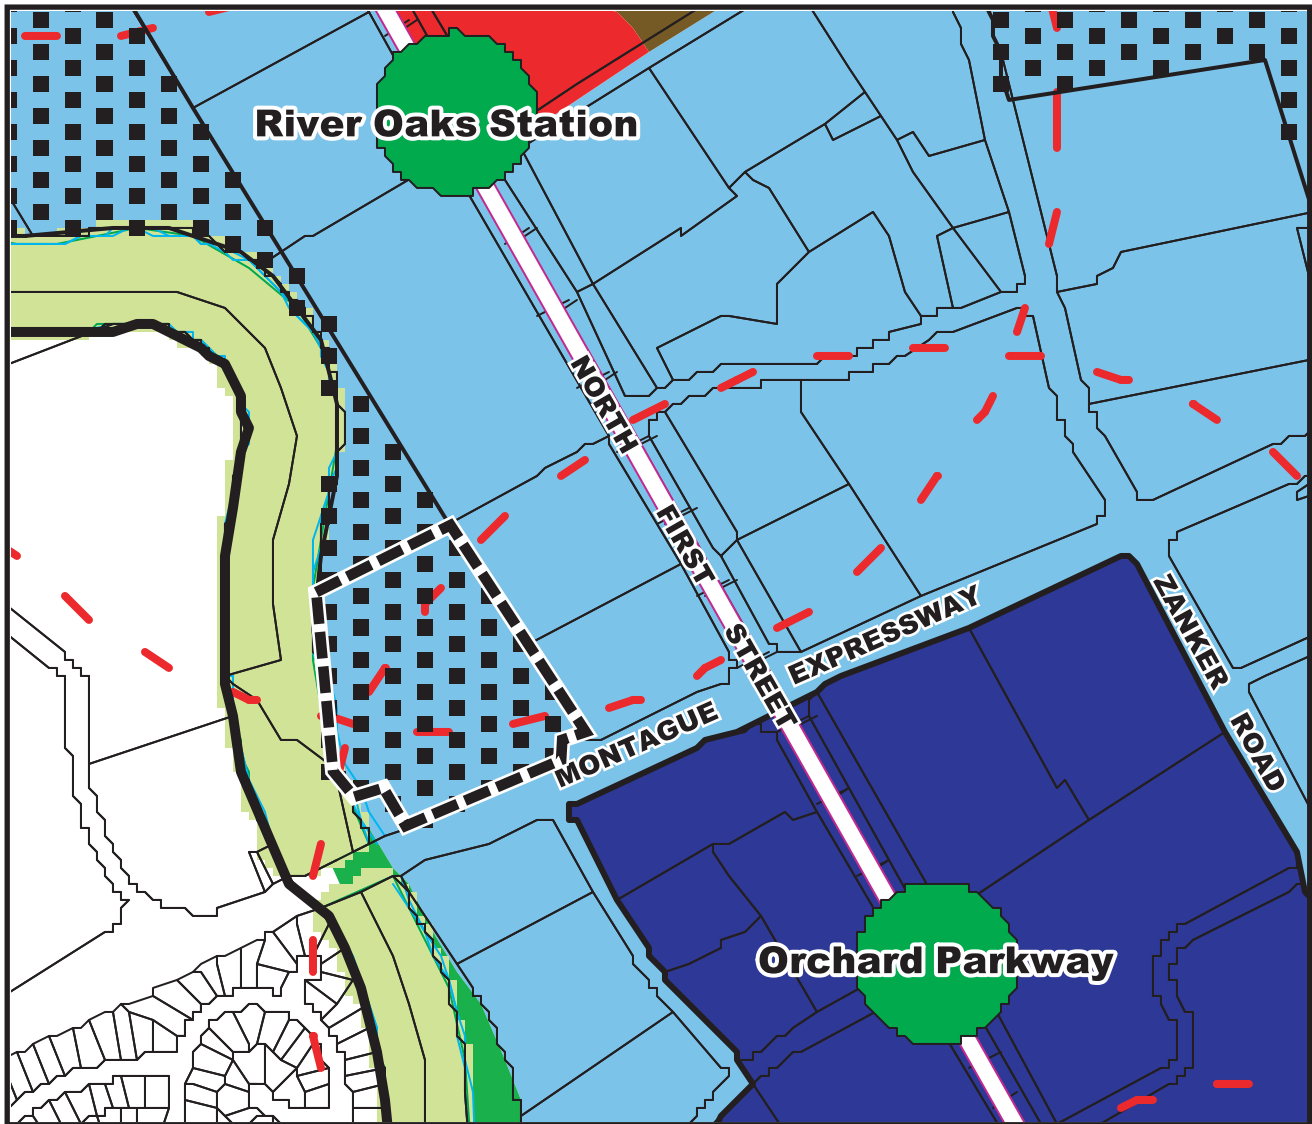 River Oaks Station
NORTH
FIRST
STREET
MONTAGUE
EXPRESSWAY
ZANKER
ROAD
Orchard Parkway